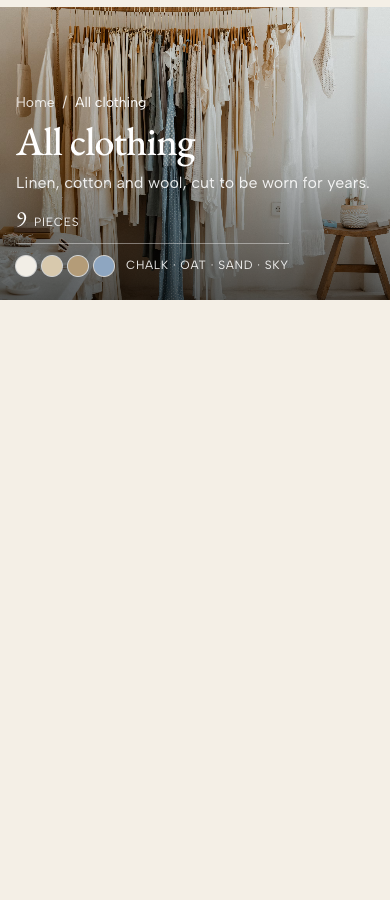 Home / All clothing
All clothing
Linen, cotton and wool, cut to be worn for years.
9 PIECES
CHALK · OAT · SAND · SKY